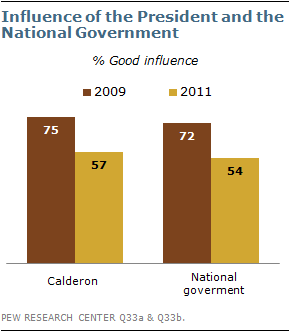 Influence of the President and the
National Government
% Good influence
2009 2011
75 57 72 54
Calderon
National
goverment
PEW RESEARCH CENTER Q33a & Q33b.